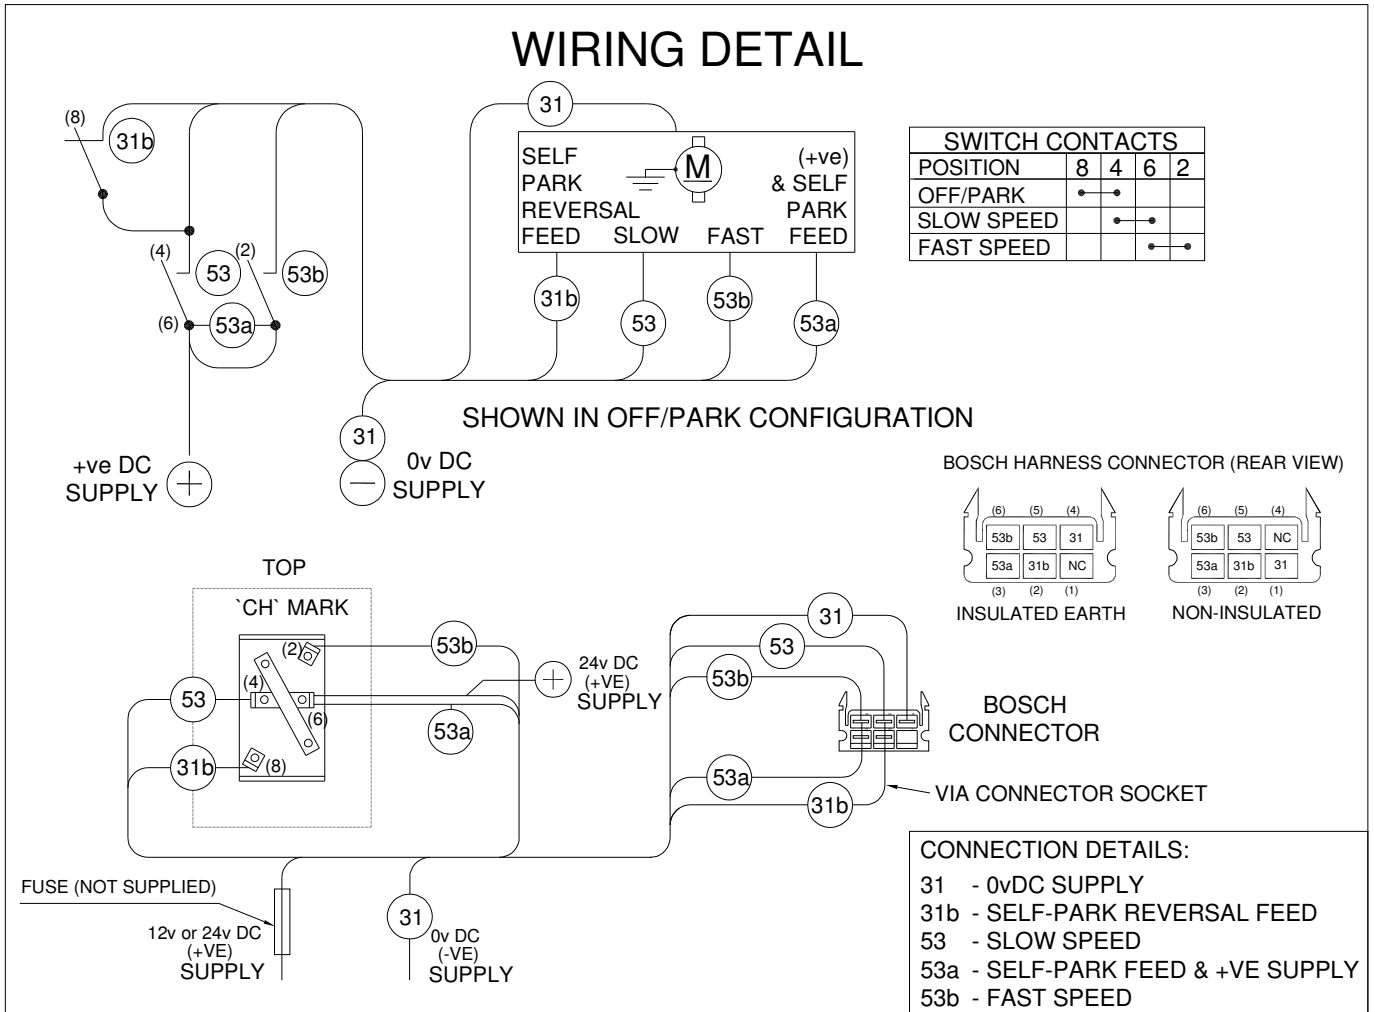 WIRING DETAIL
(8)
31b
31
SELF
PARK
REVERSAL
FEED
M
SLOW
FAST
(+ve)
& SELF
PARK
FEED
(4)
53
(2)
53b
(6)
53a
31b
53
53b
53a
SWITCH CONTACTS
POSITION 8 4 6 2
OFF/PARK
SLOW SPEED
FAST SPEED
SHOWN IN OFF/PARK CONFIGURATION
+ve DC
SUPPLY
+
31
−
0v DC
SUPPLY
BOSCH HARNESS CONNECTOR (REAR VIEW)
(6) (5) (4)
53b 53 31
53a 31b NC
(3) (2) (1)
INSULATED EARTH
(6) (5) (4)
53b 53 NC
53a 31b 31
(3) (2) (1)
NON-INSULATED
TOP
`CH` MARK
(2)
53b
53
(4)
(6)
53a
31b
(8)
+
24v DC
(+VE)
SUPPLY
31
53
53b
53a
31b
BOSCH
CONNECTOR
VIA CONNECTOR SOCKET
FUSE (NOT SUPPLIED)
12v or 24v DC
(+VE)
SUPPLY
31
0v DC
(-VE)
SUPPLY
CONNECTION DETAILS:
31 - 0vDC SUPPLY
31b - SELF-PARK REVERSAL FEED
53 - SLOW SPEED
53a - SELF-PARK FEED & +VE SUPPLY
53b - FAST SPEED